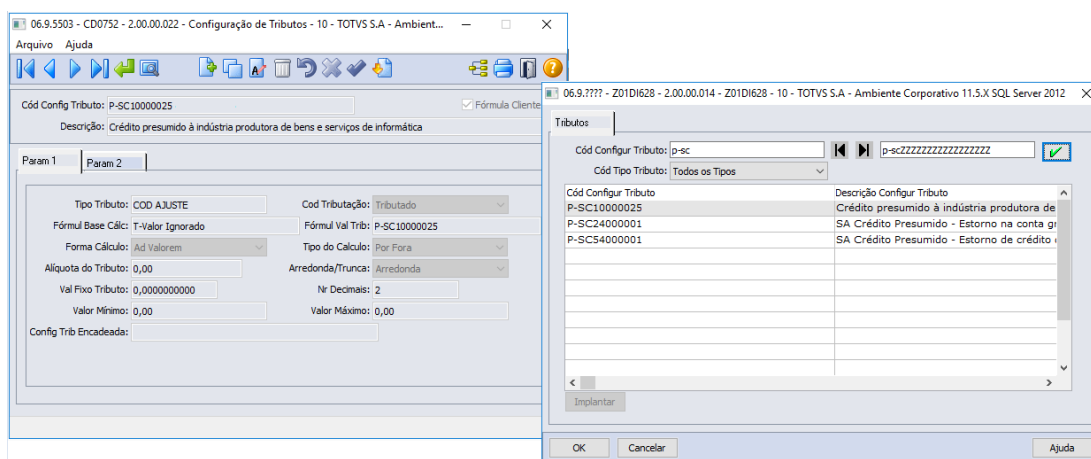 06.9.5503 - CD0752 - 2.00.00.022 - Configuração de Tributos - 10 - TOTVS S.A - Ambient...
Arquivo Ajuda
Cód Config Tributo: P-SC10000025 Fórmula Cliente
Descrição: Crédito presumido à indústria produtora de bens e serviços de informática
Param 1 Param 2
Tipo Tributo: COD AJUSTE Cod Tributação: Tributado
Fórmul Base Cálc: T-Valor Ignorado Fórmul Val Trib: P-SC10000025
Forma Cálculo: Ad Valorem Tipo do Calculo: Por Fora
Alíquota do Tributo: 0,00 Arredonda/Trunca: Arredonda
Val Fixo Tributo: 0,0000000000 Nr Decimais: 2
Valor Mínimo: 0,00 Valor Máximo: 0,00
Config Trib Encadeada:
06.9.???? - Z01DI628 - 2.00.00.014 - Z01DI628 - 10 - TOTVS S.A - Ambiente Corporativo 11.5.X SQL Server 2012
Tributos
Cód Configur Tributo: p-sc p-scZZZZZZZZZZZZZZZZZ
Cód Tipo Tributo: Todos os Tipos
Cód Configur Tributo Descrição Configur Tributo
P-SC10000025 Crédito presumido à indústria produtora de
P-SC24000001 SA Crédito Presumido - Estorno na conta gr
P-SC54000001 SA Crédito Presumido - Estorno de crédito
Implantar
OK Cancelar Ajuda